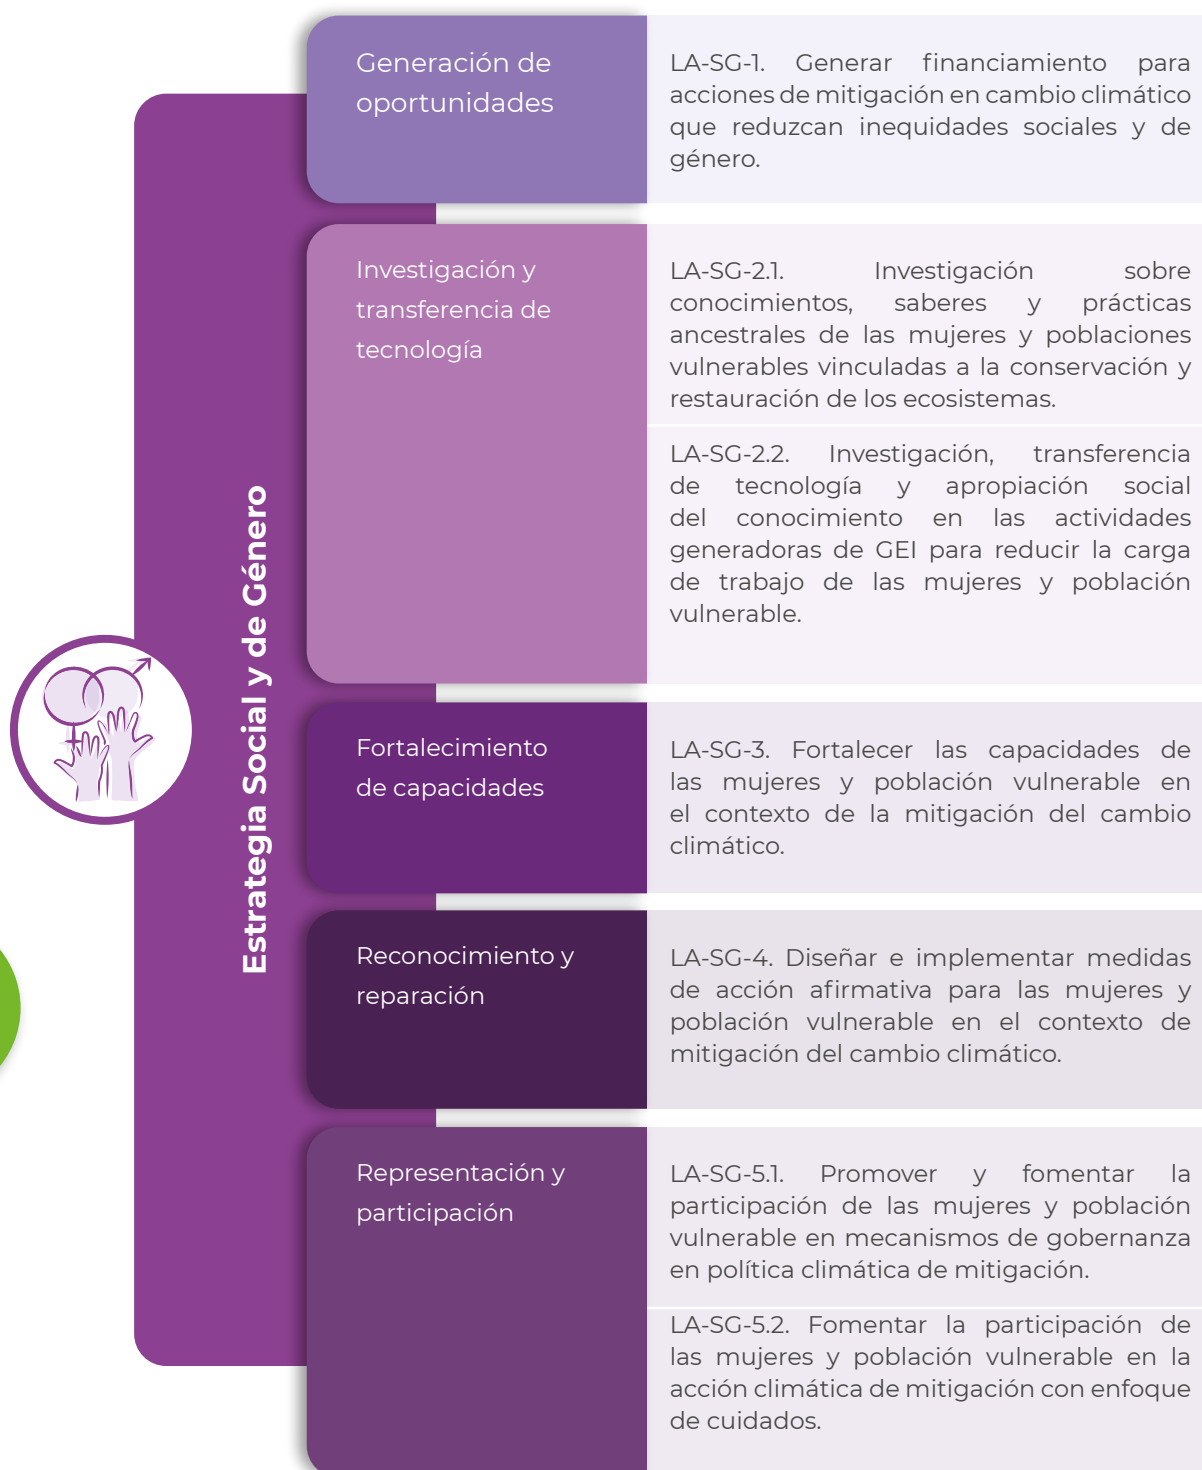 Estrategia Social y de Género
Generación de
oportunidades
LA-SG-1. Generar financiamiento para
acciones de mitigación en cambio climático
que reduzcan inequidades sociales y de
género.
Investigación y
transferencia de
tecnología
LA-SG-2.1. Investigación sobre
conocimientos, saberes y prácticas
ancestrales de las mujeres y poblaciones
vulnerables vinculadas a la conservación y
restauración de los ecosistemas.
LA-SG-2.2. Investigación, transferencia
de tecnología y apropiación social
del conocimiento en las actividades
generadoras de GEI para reducir la carga
de trabajo de las mujeres y población
vulnerable.
Fortalecimiento
de capacidades
LA-SG-3. Fortalecer las capacidades de
las mujeres y población vulnerable en
el contexto de la mitigación del cambio
climático.
Reconocimiento y
reparación
LA-SG-4. Diseñar e implementar medidas
de acción afirmativa para las mujeres y
población vulnerable en el contexto de
mitigación del cambio climático.
Representación y
participación
LA-SG-5.1. Promover y fomentar la
participación de las mujeres y población
vulnerable en mecanismos de gobernanza
en política climática de mitigación.
LA-SG-5.2. Fomentar la participación de
las mujeres y población vulnerable en la
acción climática de mitigación con enfoque
de cuidados.